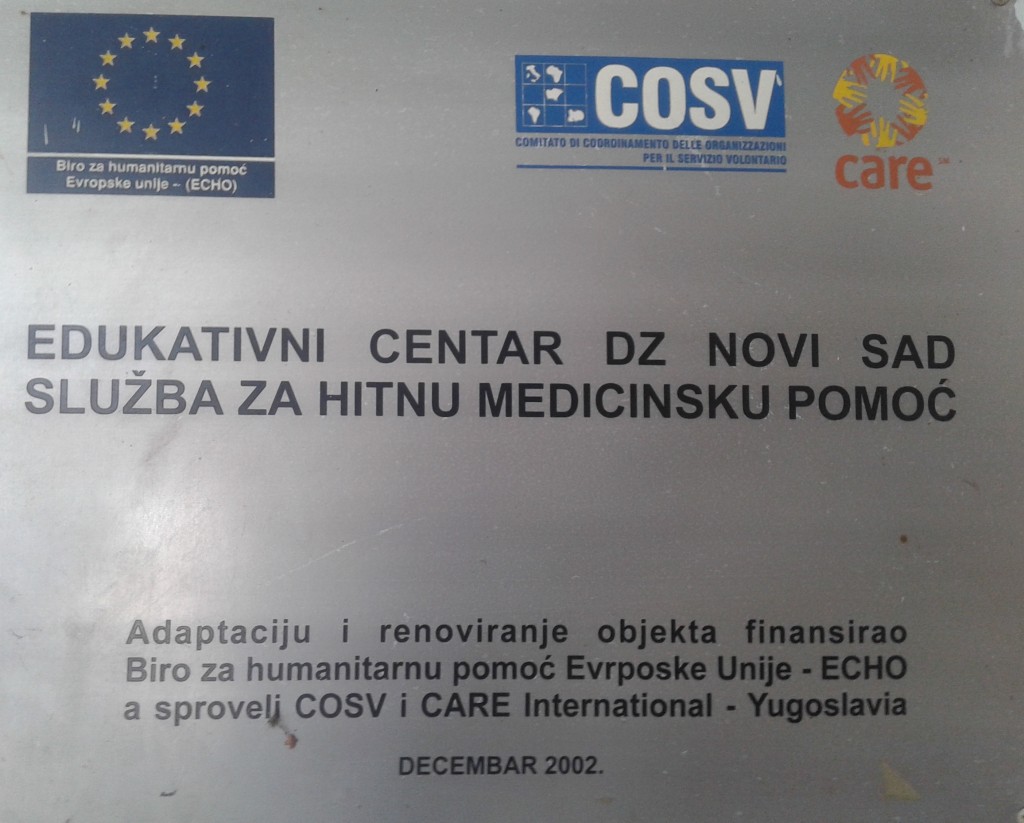 Biro za humanitarnu pomoć
Evropske unije – (ECHO)
COSV
COMITATO DI COORDINAMENTO DELLE ORGANIZZAZIONI
PER IL SERVIZIO VOLONTARIO
care
EDUKATIVNI CENTAR DZ NOVI SAD
SLUŽBA ZA HITNU MEDICINSKU POMOĆ
Adaptaciju i renoviranje objekta finansirao
Biro za humanitarnu pomoć Evrposke Unije - ECHO
a sproveli COSV i CARE International - Yugoslavia
DECEMBAR 2002.